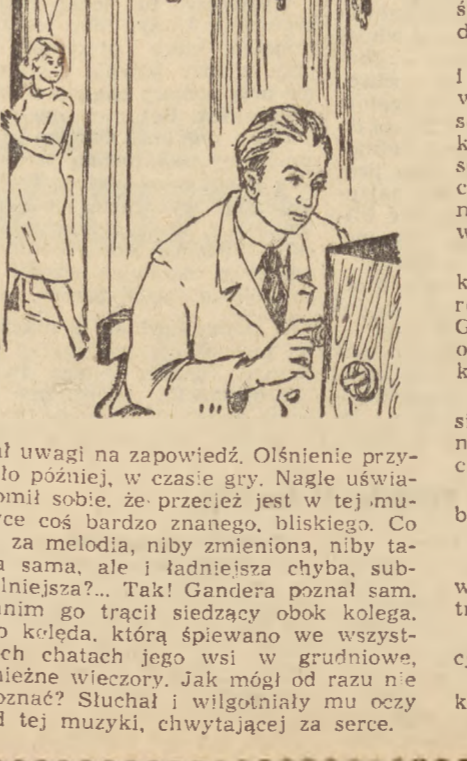 ał uwagi na zapowiedź. Olśnienie przy-
ło później, w czasie gry. Nagle uświa-
omił sobie. że przecież jest w tej mu-
yce coś bardzo znanego, bliskiego. Co
za melodia, niby zmieniona, niby ta-
a sama, ale i ładniejsza chyba, sub-
lniejsza?... Tak! Gandera poznał sam.
anim go trącił siedzący obok kolega.
o kolęda, którą śpiewano we wszyst-
ch chatach jego wsi w grudniowe,
nieżne wieczory. Jak mógł od razu nie
oznać? Słuchał i wilgotniały mu oczy
d tej muzyki, chwytającej za serce.